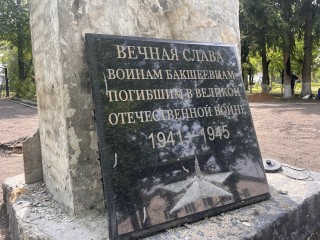 ВЕЧНАЯ СЛАВА
ВОИНАМ БАКШЕЕВЦАМ
ПОГИБШИМ В ВЕЛИКОЙ
ОТЕЧЕСТВЕННОЙ ВОЙНЕ
1941-1945